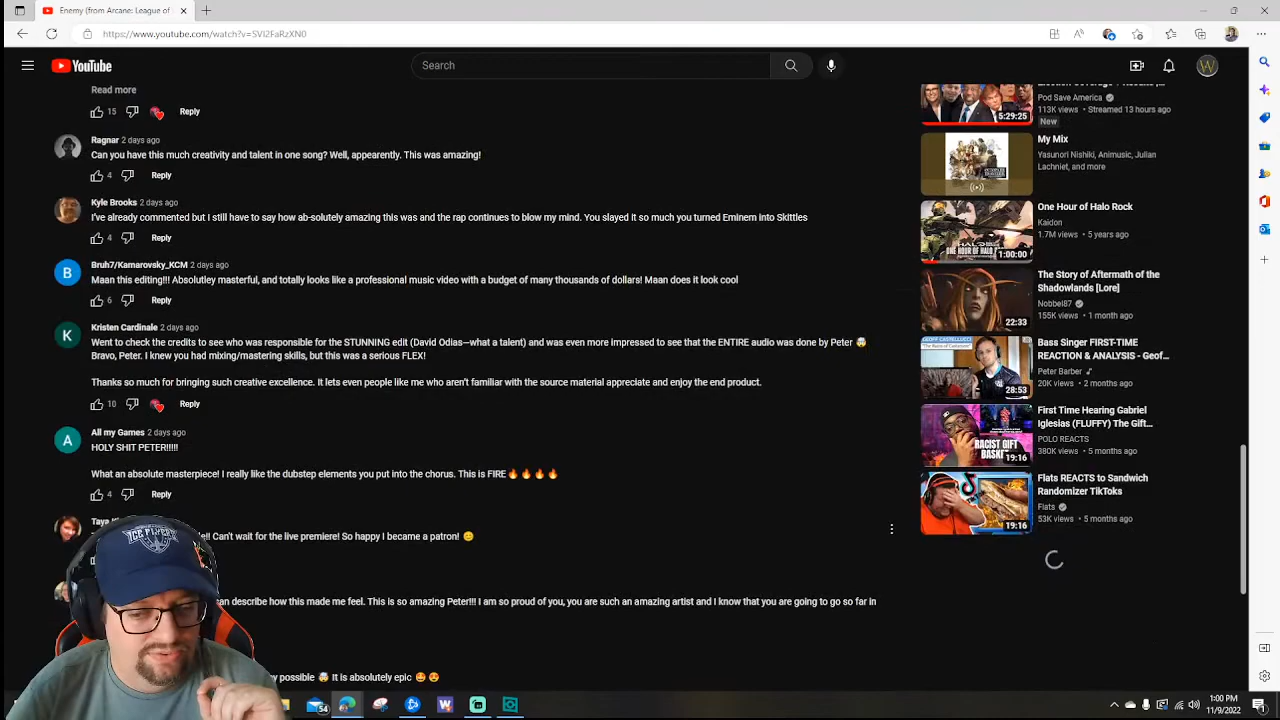 Enemy (from Arcane: League of
https://www.youtube.com/watch?v=SVI2FaRzXN0
YouTube
Search
Read more
15
Reply
Ragnar 2 days ago
Can you have this much creativity and talent in one song? Well, appearently. This was amazing!
4
Reply
Kyle Brooks 2 days ago
I've already commented but I still have to say how ab-solutely amazing this was and the rap continues to blow my mind. You slayed it so much you turned Eminem into Skittles
4
Reply
Bruh7/Kamarovsky_KCM 2 days ago
Maan this editing!!! Absolutley masterful, and totally looks like a professional music video with a budget of many thousands of dollars! Maan does it look cool
6
Reply
Kristen Cardinale 2 days ago
Went to check the credits to see who was responsible for the STUNNING edit (David Odias—what a talent) and was even more impressed to see that the ENTIRE audio was done by Peter 🤯
Bravo, Peter. I knew you had mixing/mastering skills, but this was a serious FLEX!
Thanks so much for bringing such creative excellence. It lets even people like me who aren't familiar with the source material appreciate and enjoy the end product.
10
Reply
All my Games 2 days ago
HOLY SHIT PETER!!!!!
What an absolute masterpiece! I really like the dubstep elements you put into the chorus. This is FIRE🔥🔥🔥🔥
4
Reply
Taya
Can't wait for the live premiere! So happy I became a patron! 😊
can describe how this made me feel. This is so amazing Peter!!! I am so proud of you, you are such an amazing artist and I know that you are going to go so far in
possible 🤯 It is absolutely epic 🤩😍
5:29:25
Pod Save America
113K views • Streamed 13 hours ago
New
My Mix
Yasunori Nishiki, Animusic, Julian
Lachniet, and more
HALO
ONE HOUR OF HALO
1:00:00
One Hour of Halo Rock
Kaidon
1.7M views • 5 years ago
22:33
The Story of Aftermath of the
Shadowlands [Lore]
Nobbel87
155K views • 1 month ago
28:53
Bass Singer FIRST-TIME
REACTION & ANALYSIS - Geof...
Peter Barber
20K views • 2 months ago
RACIST GIFT
BASKET
19:16
First Time Hearing Gabriel
Iglesias (FLUFFY) The Gift...
POLO REACTS
380K views • 5 months ago
19:16
Flats REACTS to Sandwich
Randomizer TikToks
Flats
53K views • 5 months ago
54
1:00 PM
11/9/2022